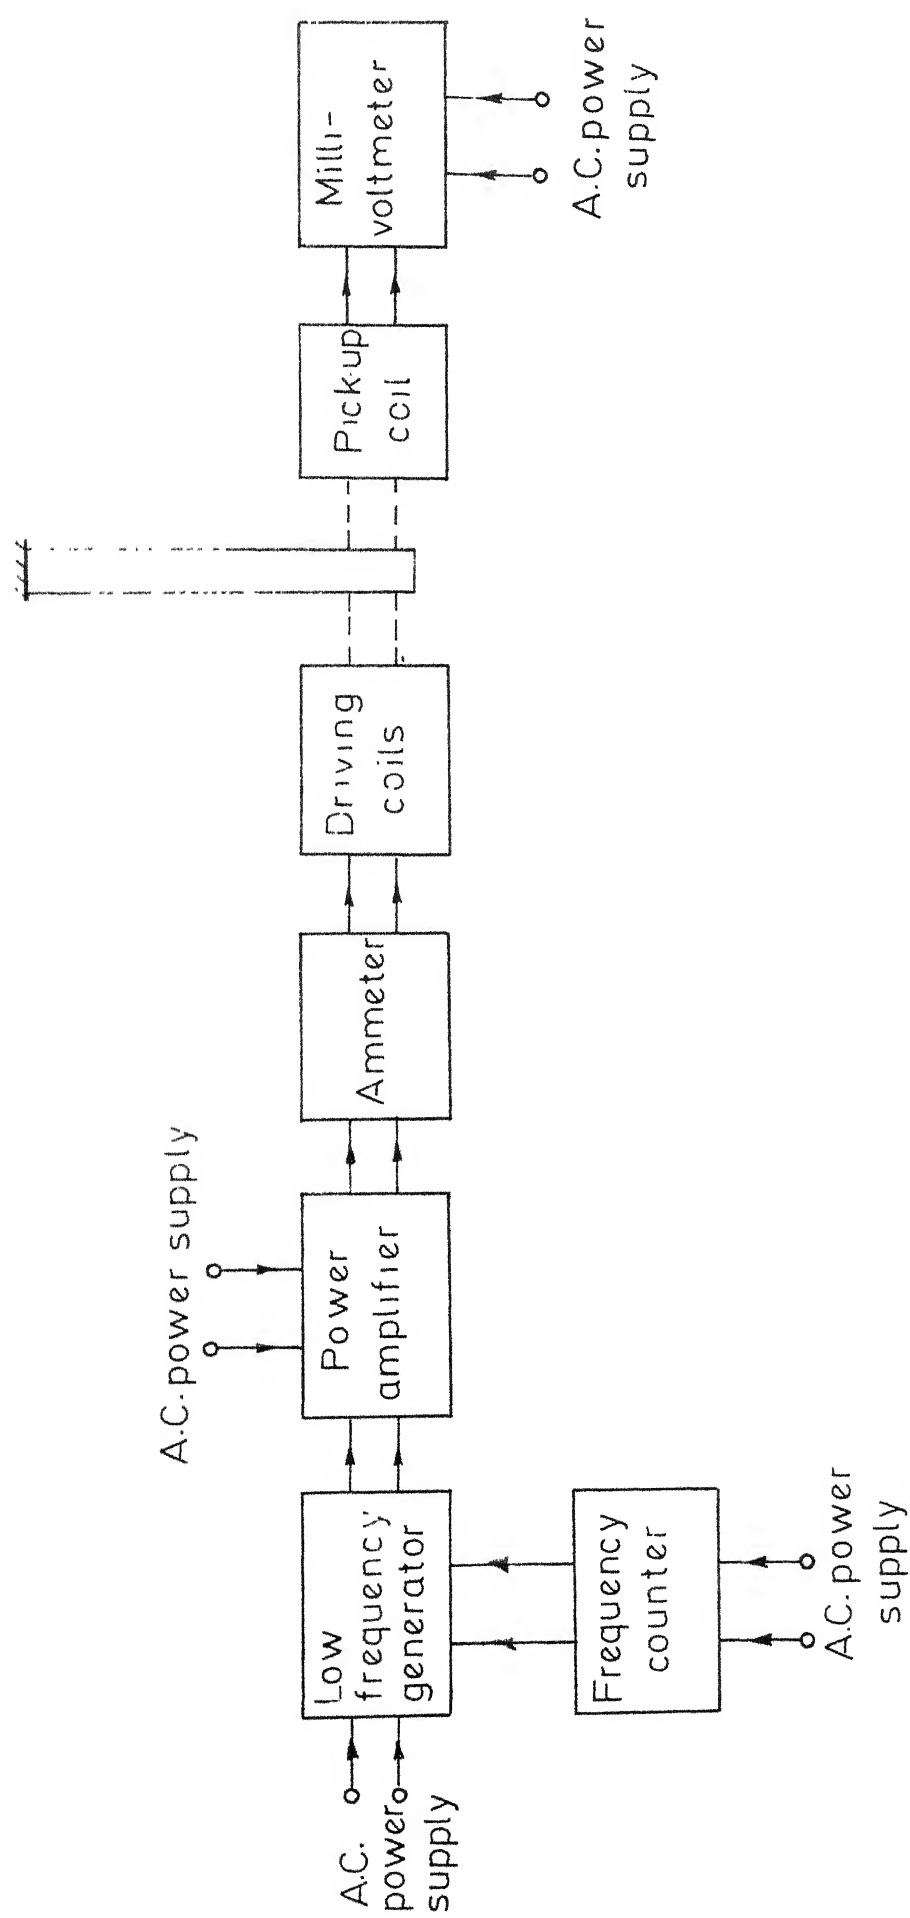 A.C.
power
supply
Low
frequency
generator
Frequency
counter
A.C. power
supply
A.C. power supply
Power
amplifier
Ammeter
Driving
coils
Pick-up
coil
Milli-
voltmeter
A.C. power
supply